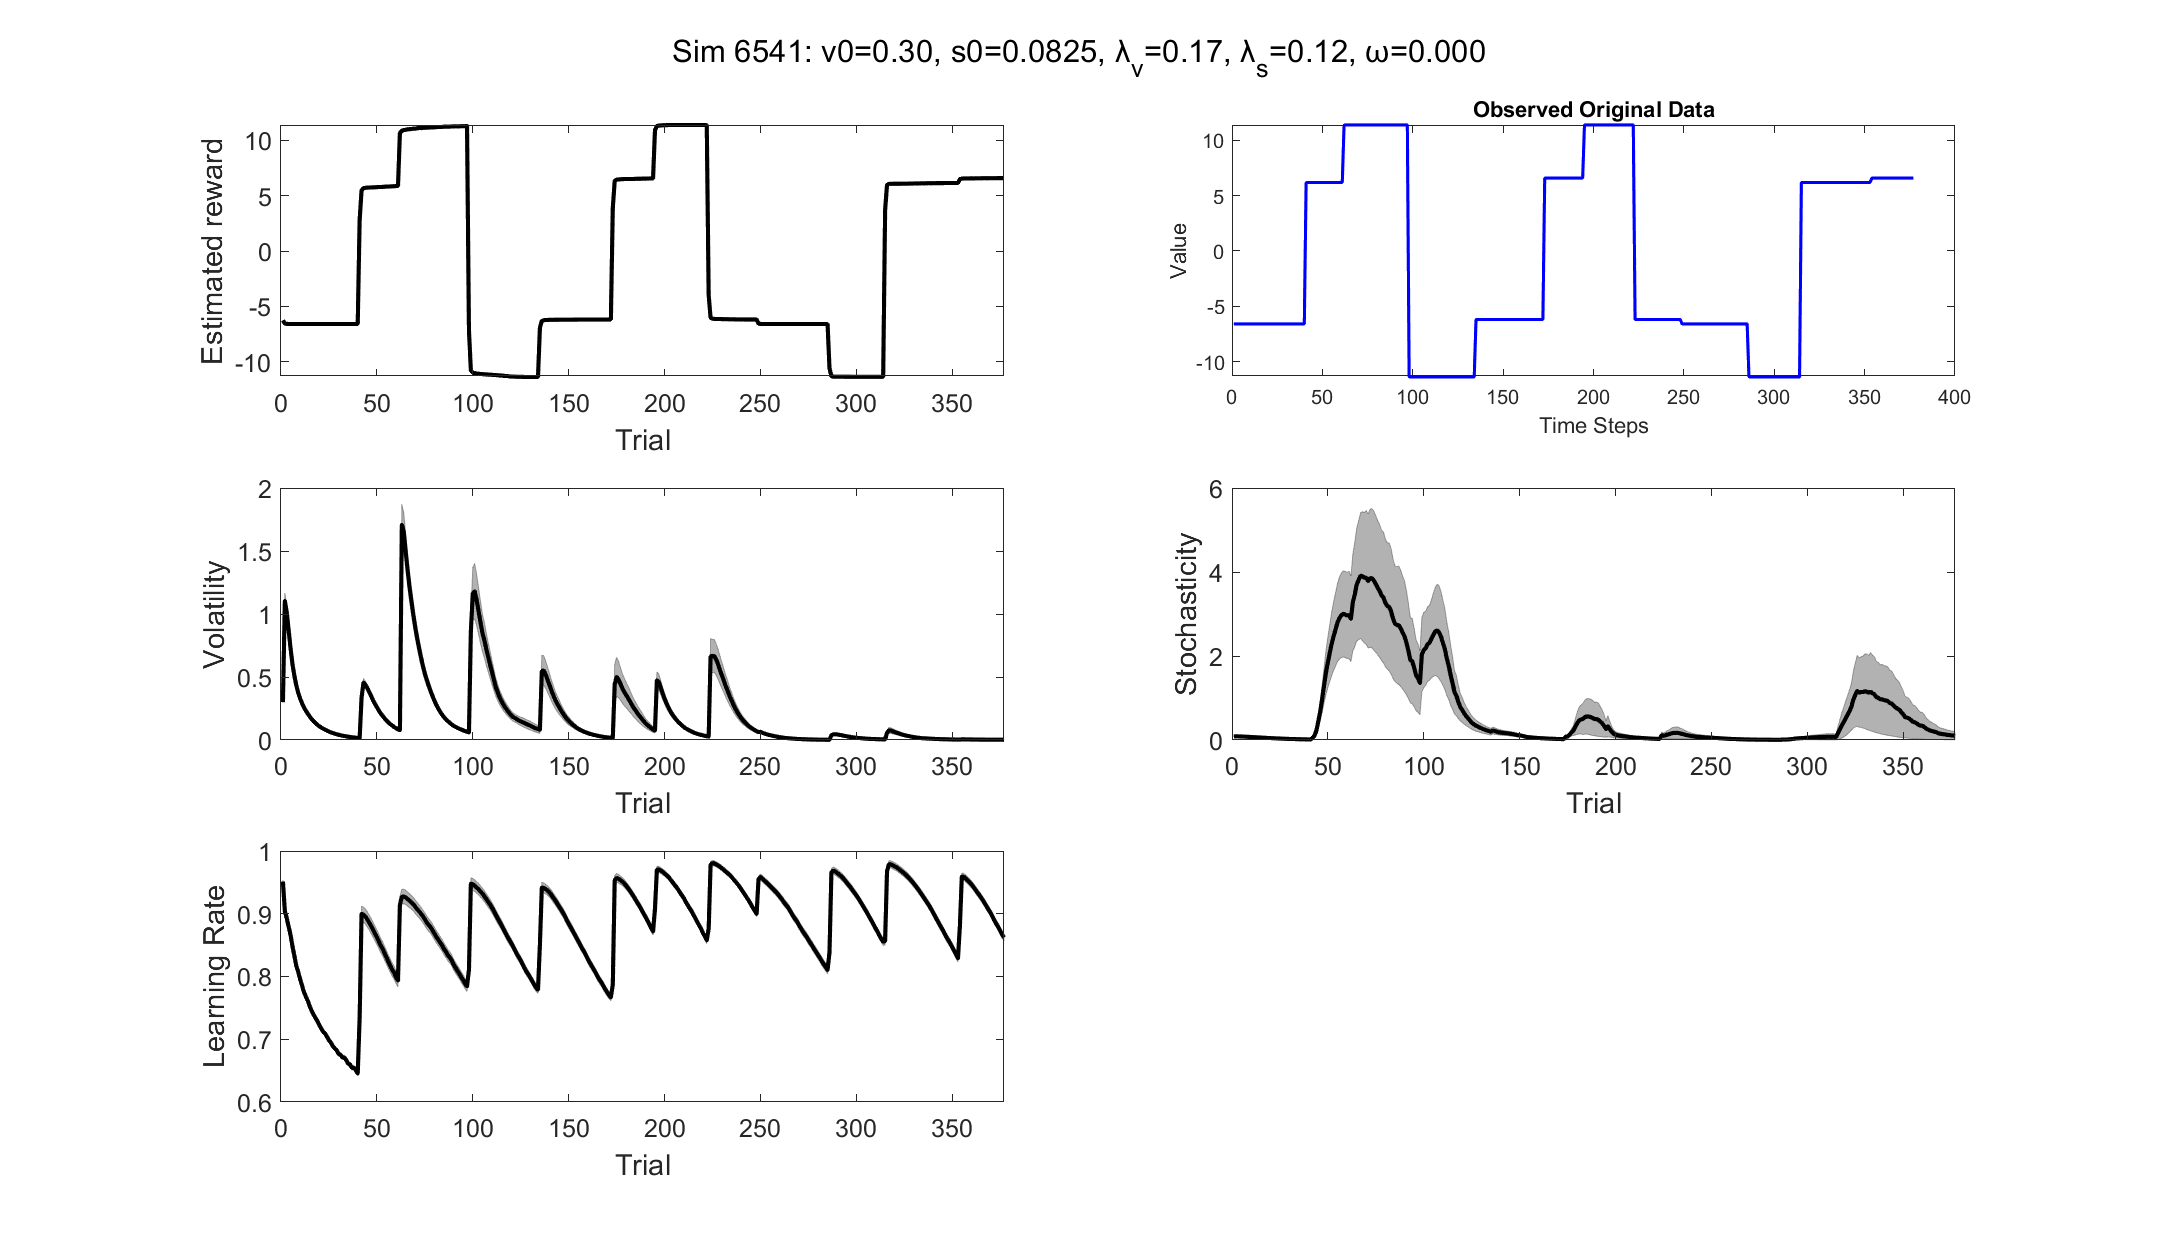 Sim 6541: v0=0.30, s0=0.0825, λ_v=0.17, λ_s=0.12, ω=0.000
Estimated reward
10
5
0
-5
-10
0 50 100 150 200 250 300 350
Trial
Observed Original Data
Value
10
5
0
-5
-10
0 50 100 150 200 250 300 350 400
Time Steps
Volatility
2
1.5
1
0.5
0
0 50 100 150 200 250 300 350
Trial
Stochasticity
6
4
2
0
0 50 100 150 200 250 300 350
Trial
Learning Rate
1
0.9
0.8
0.7
0.6
0 50 100 150 200 250 300 350
Trial